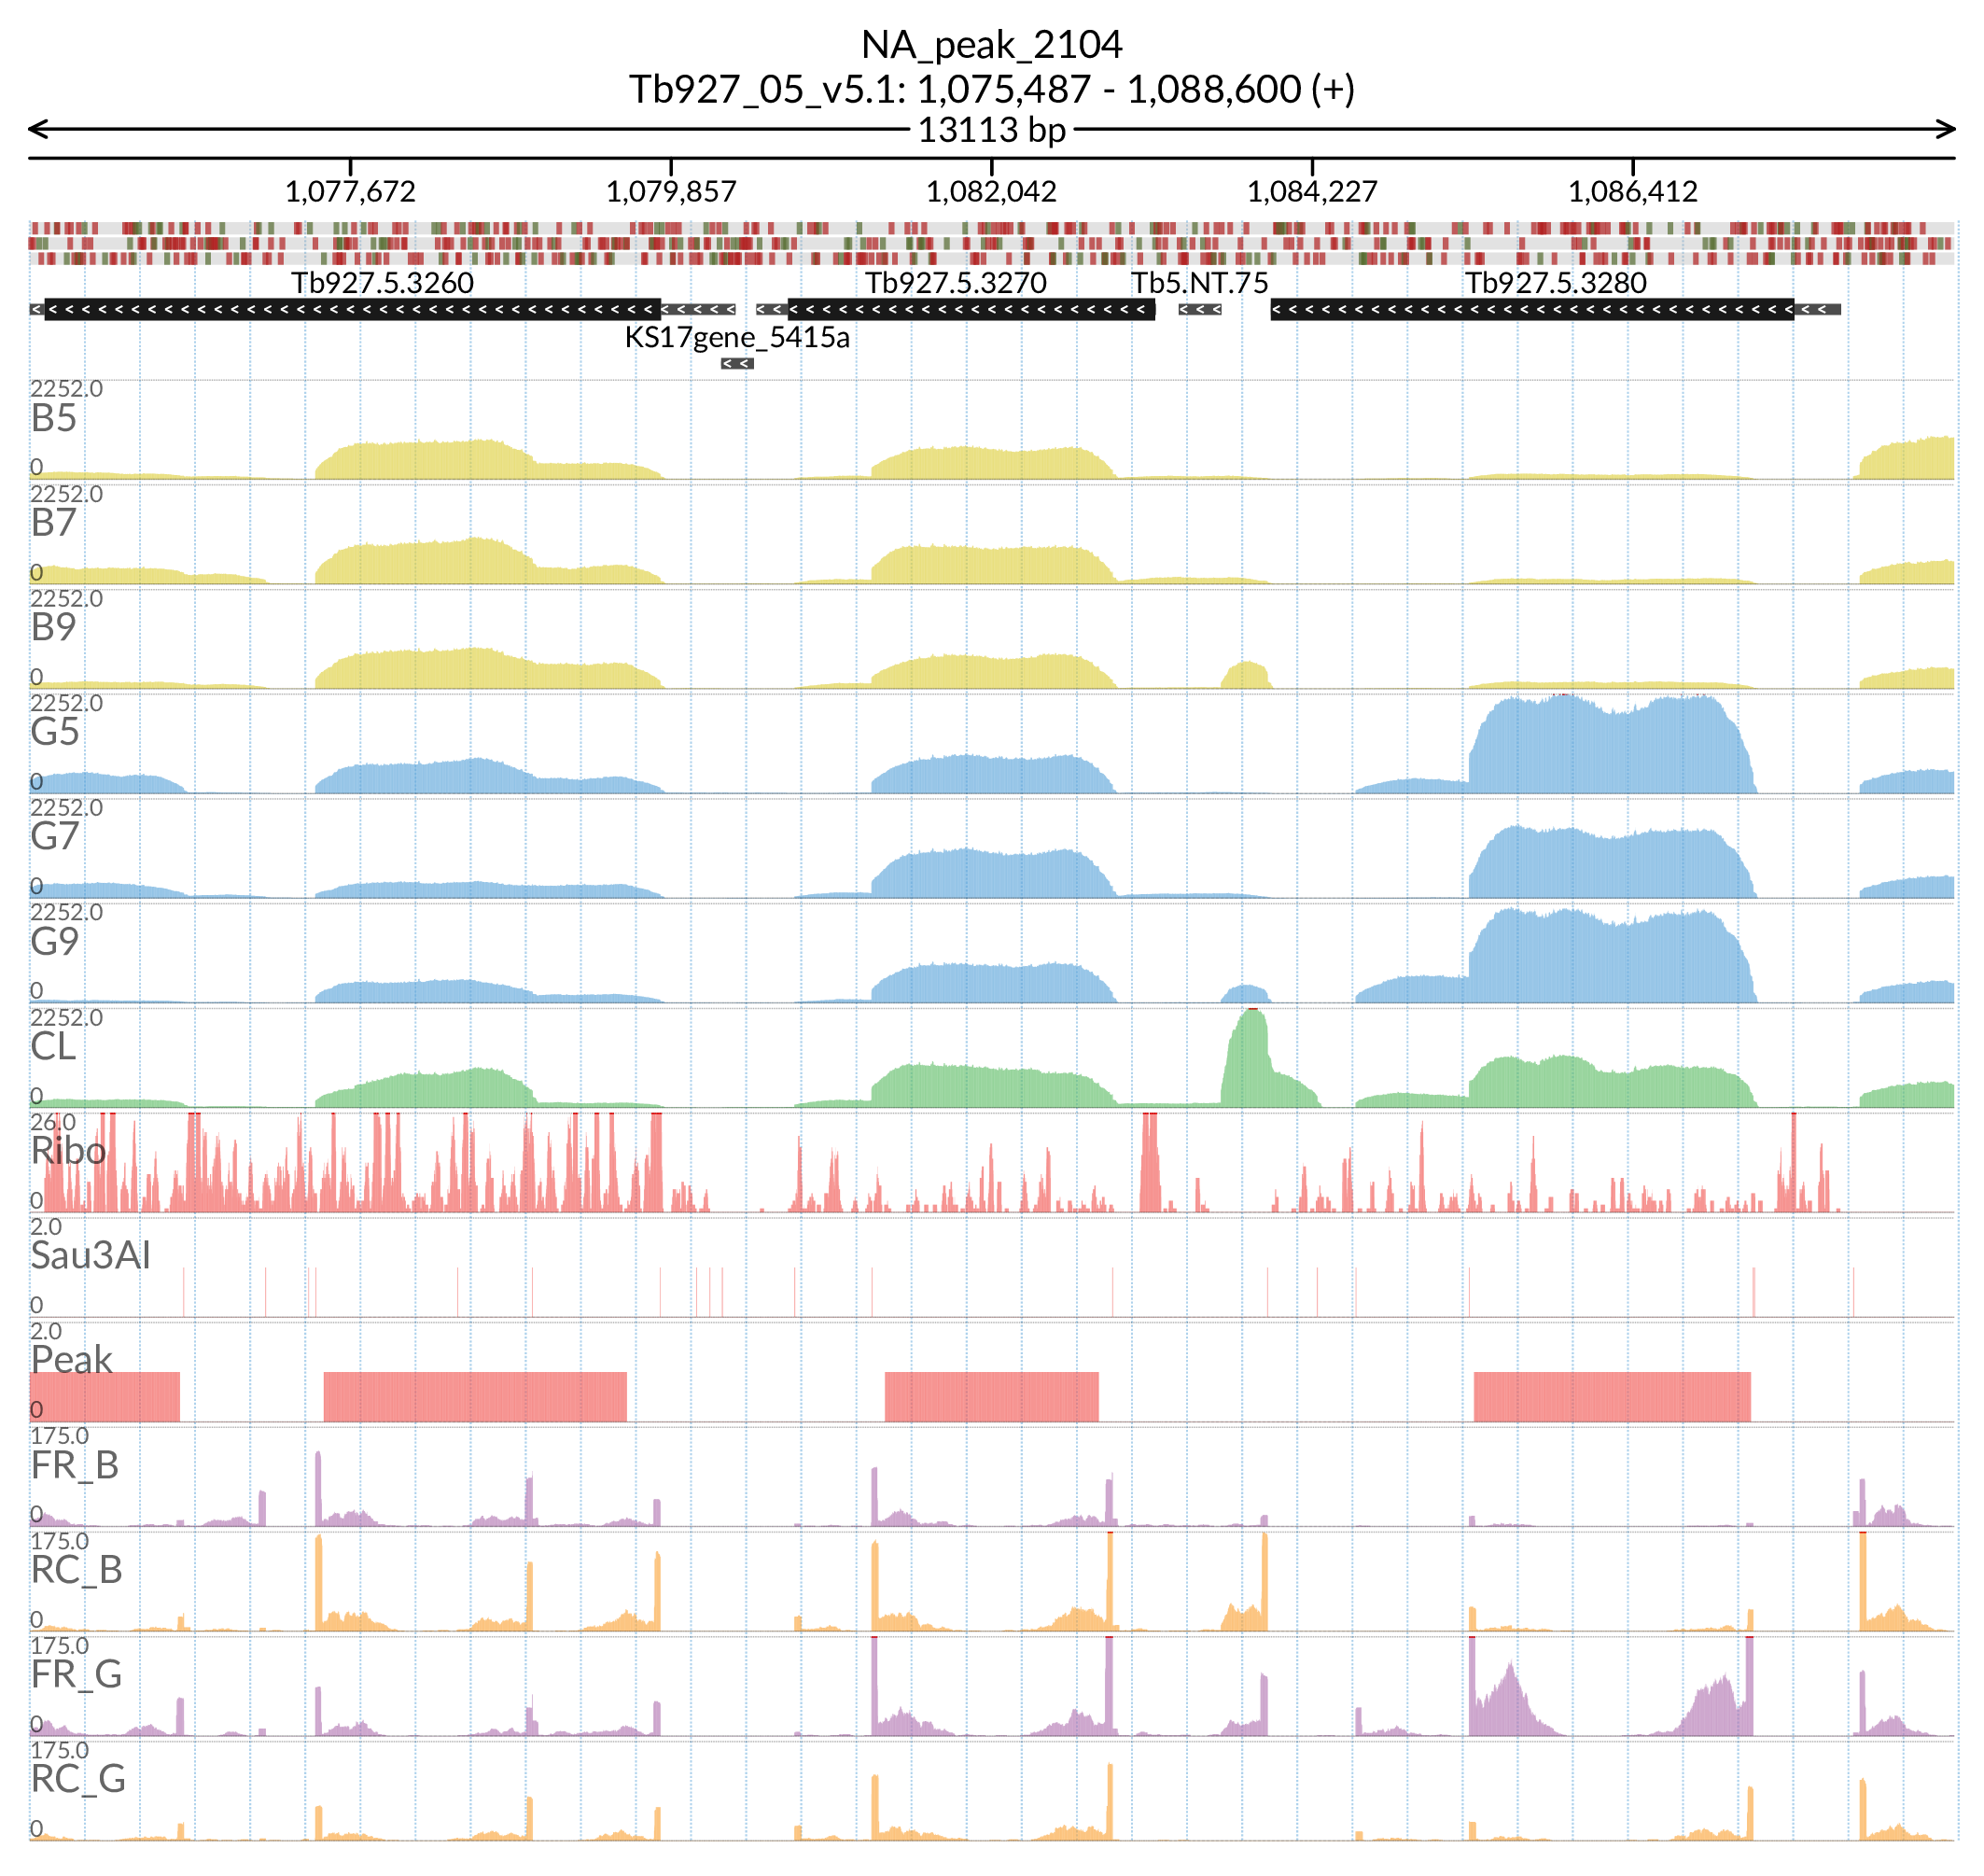 NA_peak_2104
Tb927_05_v5.1: 1,075,487 - 1,088,600 (+)
13113 bp
1,077,672 1,079,857 1,082,042 1,084,227 1,086,412
Tb927.5.3260 Tb927.5.3270 Tb5.NT.75 Tb927.5.3280
KS17gene_5415a
2252.0
B5
0
2252.0
B7
0
2252.0
B9
0
2252.0
G5
0
2252.0
G7
0
2252.0
G9
0
2252.0
CL
0
26.0
Ribo
0
2.0
Sau3AI
0
2.0
Peak
0
175.0
FR_B
0
175.0
RC_B
0
175.0
FR_G
0
175.0
RC_G
0